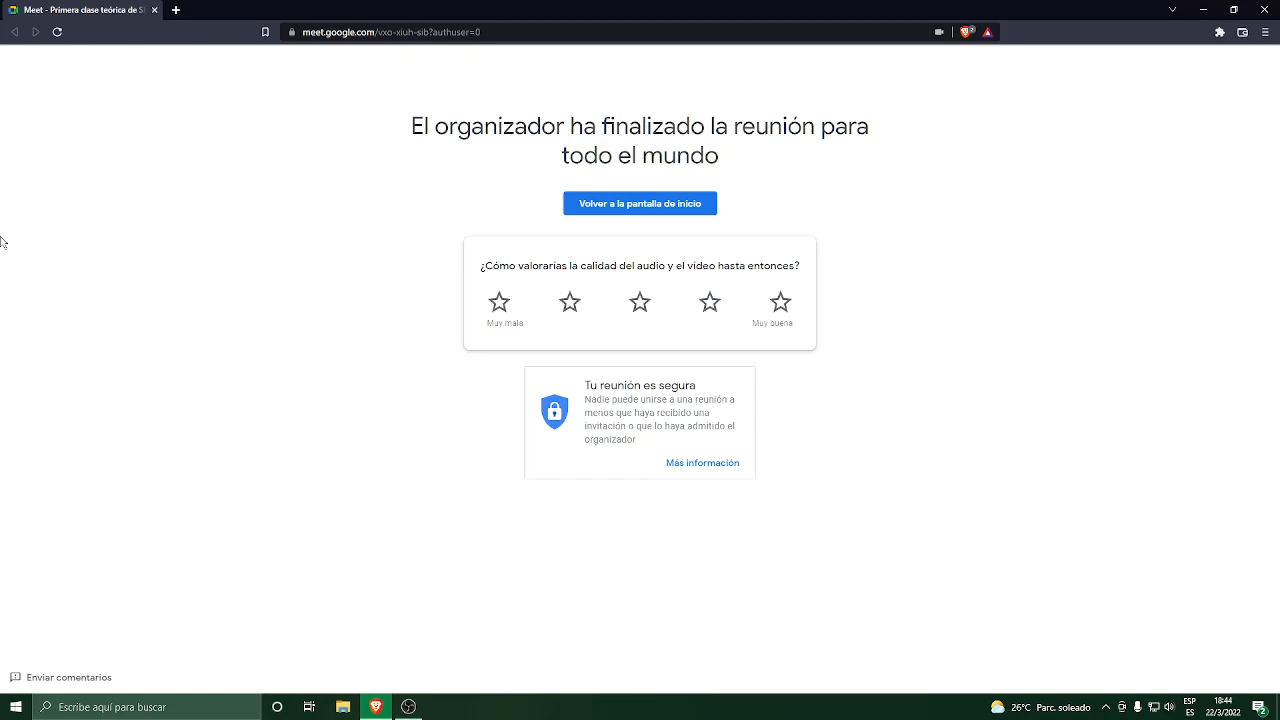 Meet - Primera clase teórica de SI
meet.google.com/vxo-xiuh-sib?authuser=0
2
El organizador ha finalizado la reunión para
todo el mundo
Volver a la pantalla de inicio
¿Cómo valorarías la calidad del audio y el vídeo hasta entonces?
Muy mala
Muy buena
Tu reunión es segura
Nadie puede unirse a una reunión a
menos que haya recibido una
invitación o que lo haya admitido el
organizador
Más información
Enviar comentarios
Escribe aquí para buscar
26°C Parc. soleado
ESP
ES
18:44
22/3/2022
2